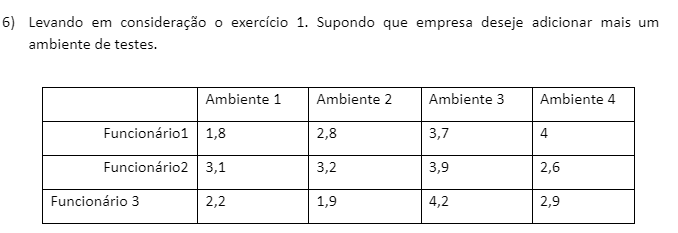 6) Levando em consideração o exercício 1. Supondo que empresa deseje adicionar mais um
ambiente de testes.
Ambiente 1 Ambiente 2 Ambiente 3 Ambiente 4
Funcionário1 1,8 2,8 3,7 4
Funcionário2 3,1 3,2 3,9 2,6
Funcionário 3 2,2 1,9 4,2 2,9